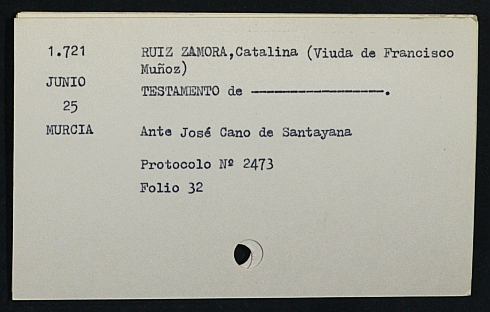 1.721 RUIZ ZAMORA,Catalina (Viuda de Francisco
Muñoz)
JUNIO
TESTAMENTO de ——————————.
25
MURCIA Ante José Cano de Santayana
Protocolo Nº 2473
Folio 32